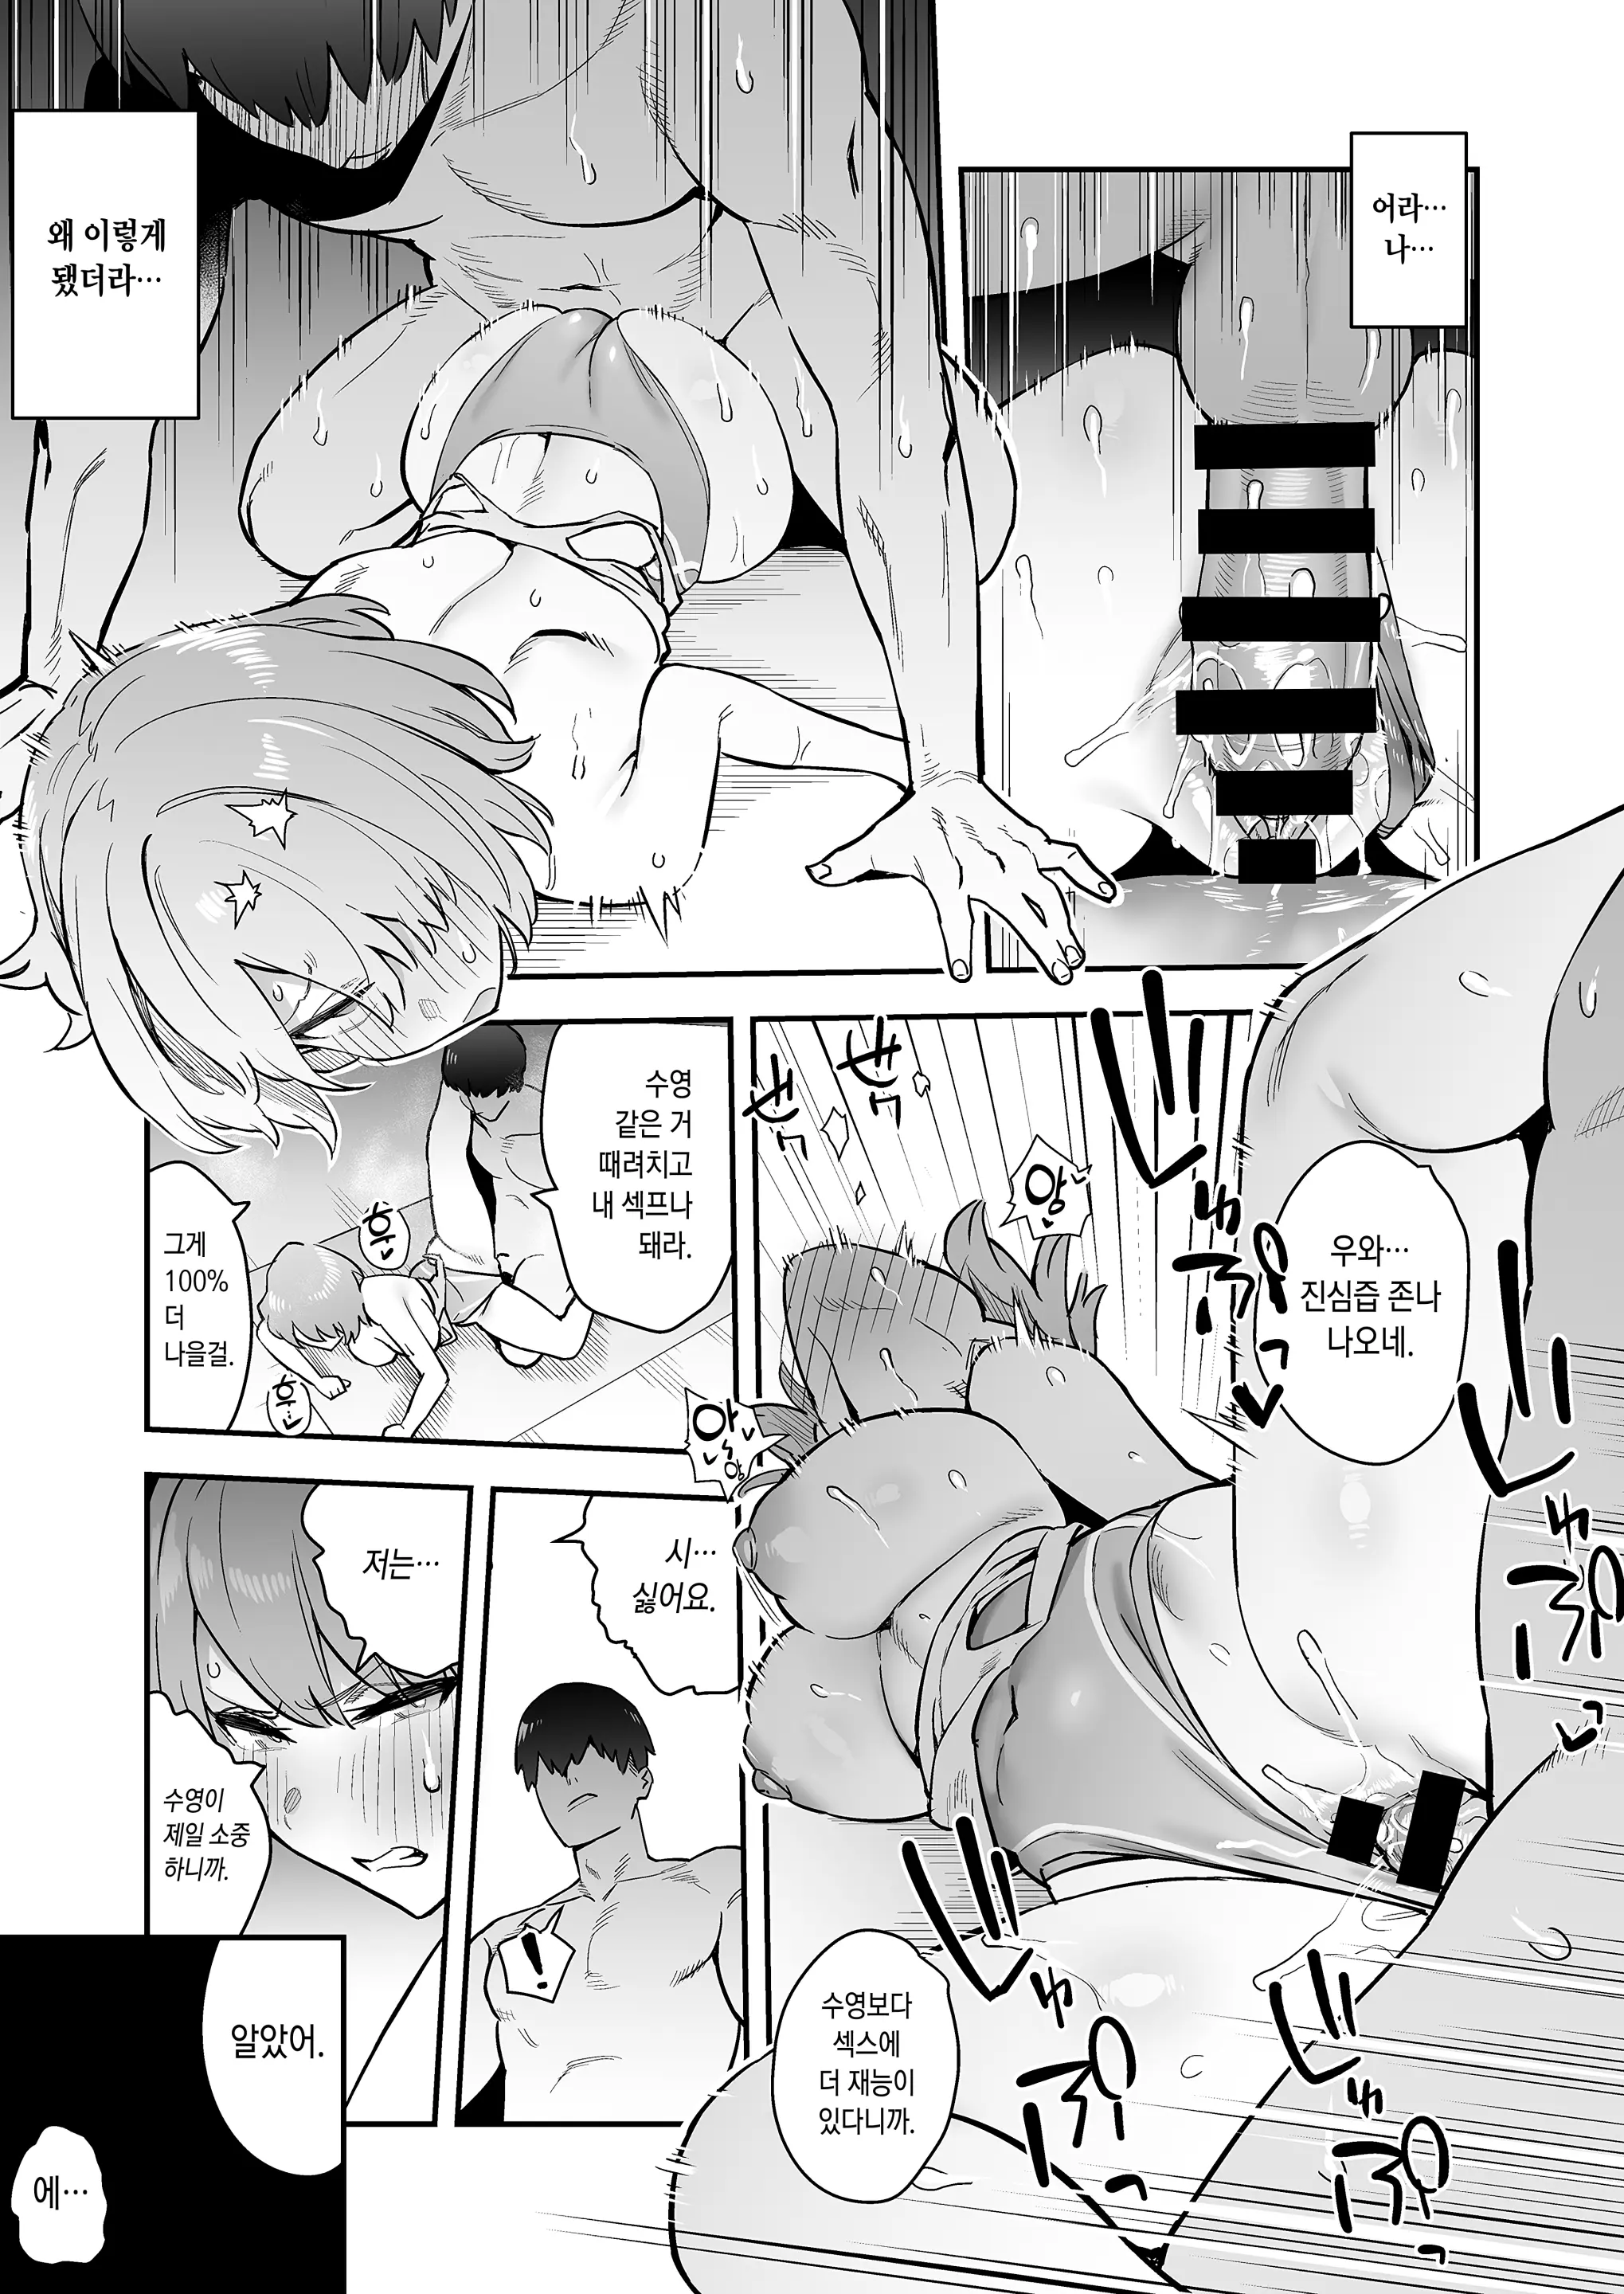 어라…
나…
왜 이렇게
됐더라…
우와…
진심즙 존나
나오네.
앙
수영보다
섹스에
더 재능이
있다니까.
앙
앙
수영
같은 거
때려치고
내 섹프나
돼라.
그게
100%
더
나을걸.
후
후…
시…
싫어요.
저는…
수영이
제일 소중
하니까.
!
알았어.
에…